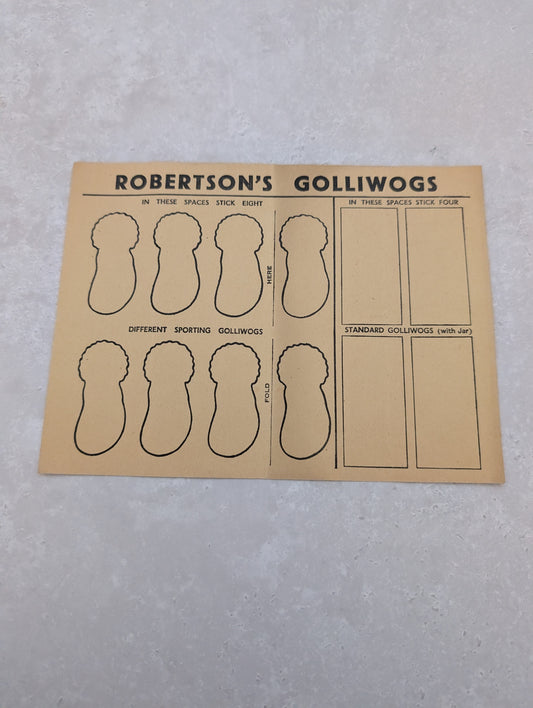 ROBERTSON'S GOLLIWOGS
IN THESE SPACES STICK EIGHT
DIFFERENT SPORTING GOLLIWOGS
FOLD HERE
IN THESE SPACES STICK FOUR
STANDARD GOLLIWOGS (with Jar)